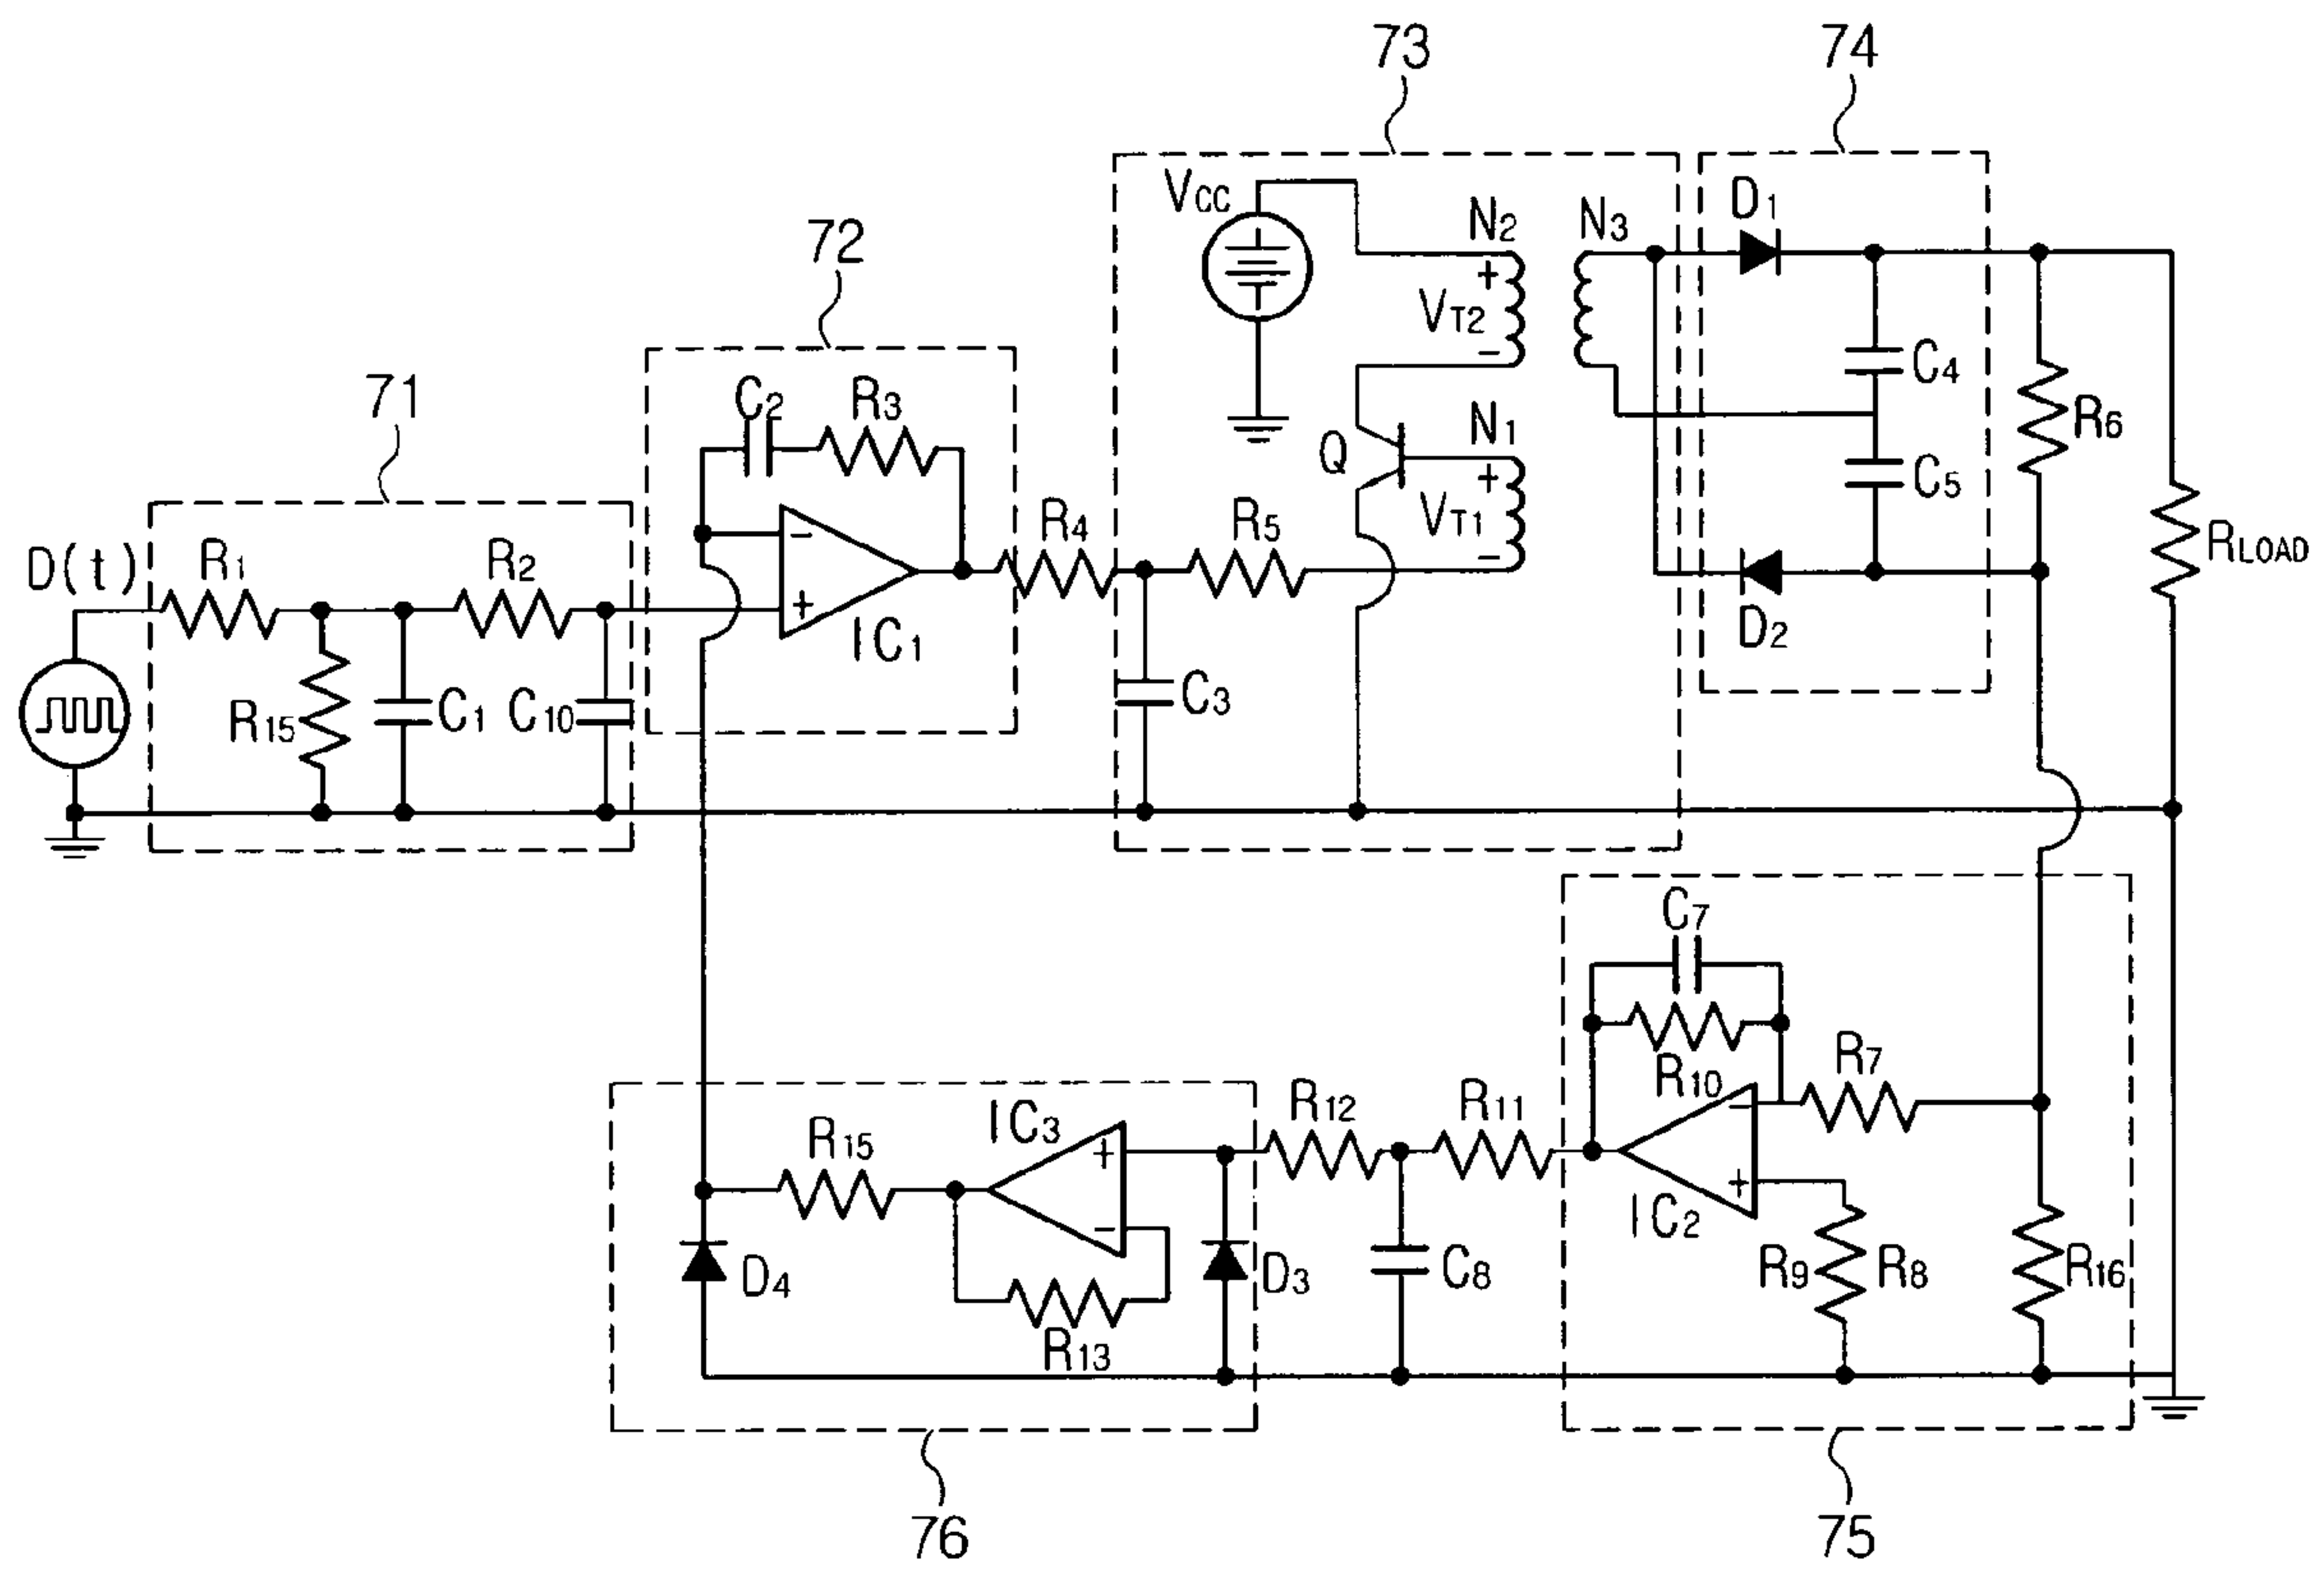 73
74
VCC
N2
N3
D1
72
+
VT2
−
C4
R6
71
C2
R3
Q
N1
+
C5
VT1
−
D(t)
R1
R2
−
+
IC1
R4
R5
D2
RLOAD
R15
C1
C10
C3
C7
R10
R7
−
+
IC2
R9
R8
R16
R12
R11
IC3
R15
+
−
D4
R13
D3
C8
76
75